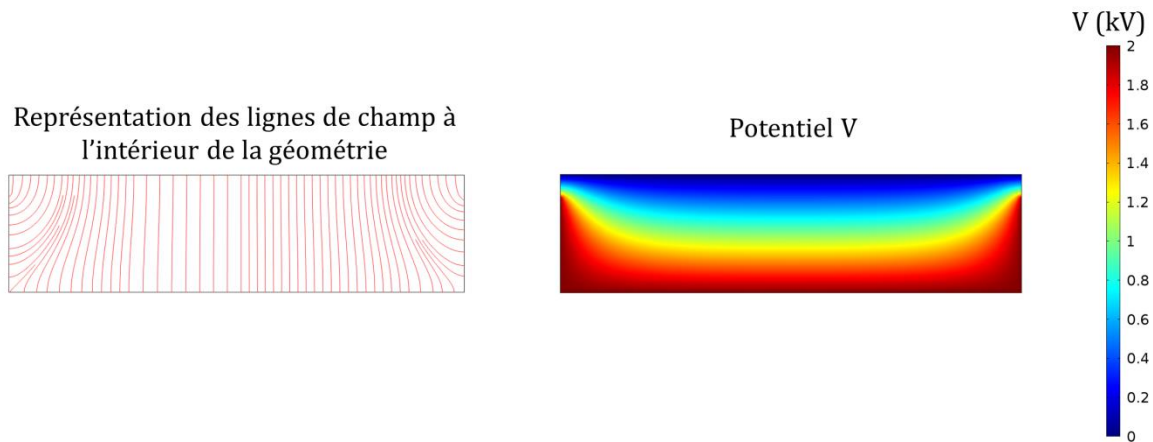 V (kV)
Représentation des lignes de champ à
l’intérieur de la géométrie
Potentiel V
2
1.8
1.6
1.4
1.2
1
0.8
0.6
0.4
0.2
0